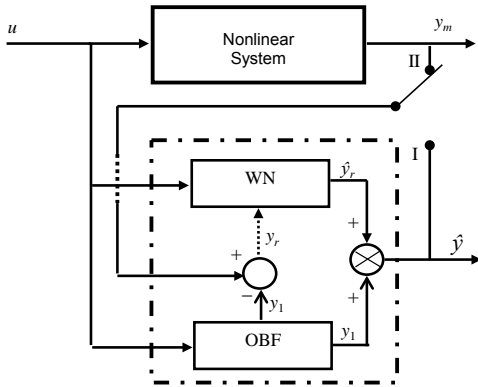 u
Nonlinear
System
y_m
II
I
WN
ŷ_r
y_r
+
+
ŷ
−
y_1
+
OBF
y_1